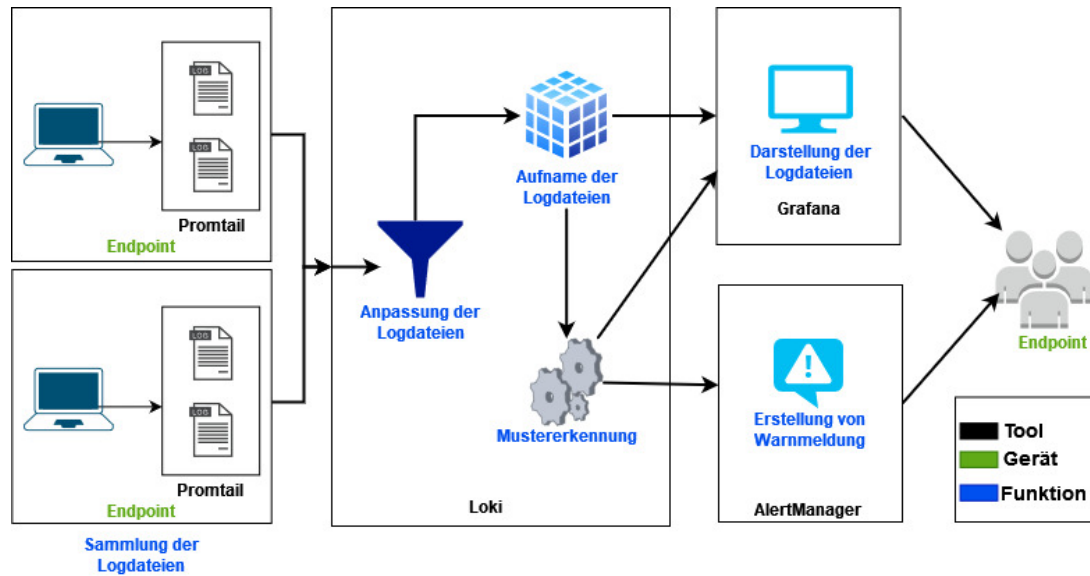 LOG
LOG
Promtail
Endpoint
LOG
LOG
Promtail
Endpoint
Sammlung der
Logdateien
Anpassung der
Logdateien
Aufname der
Logdateien
Mustererkennung
Loki
Darstellung der
Logdateien
Grafana
Erstellung von
Warnmeldung
AlertManager
Endpoint
Tool
Gerät
Funktion